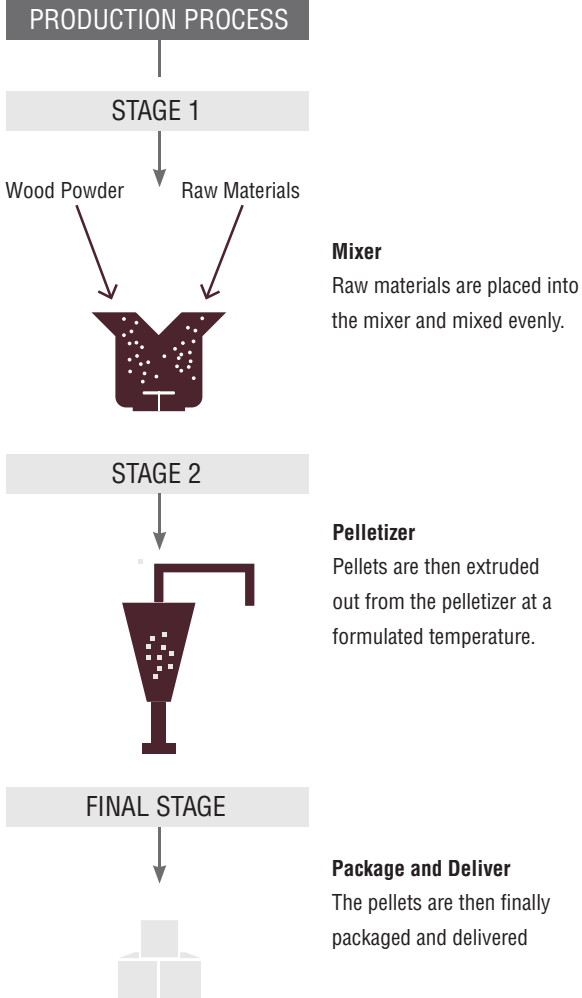 PRODUCTION PROCESS
STAGE 1
Wood Powder
Raw Materials
Mixer
Raw materials are placed into
the mixer and mixed evenly.
STAGE 2
Pelletizer
Pellets are then extruded
out from the pelletizer at a
formulated temperature.
FINAL STAGE
Package and Deliver
The pellets are then finally
packaged and delivered